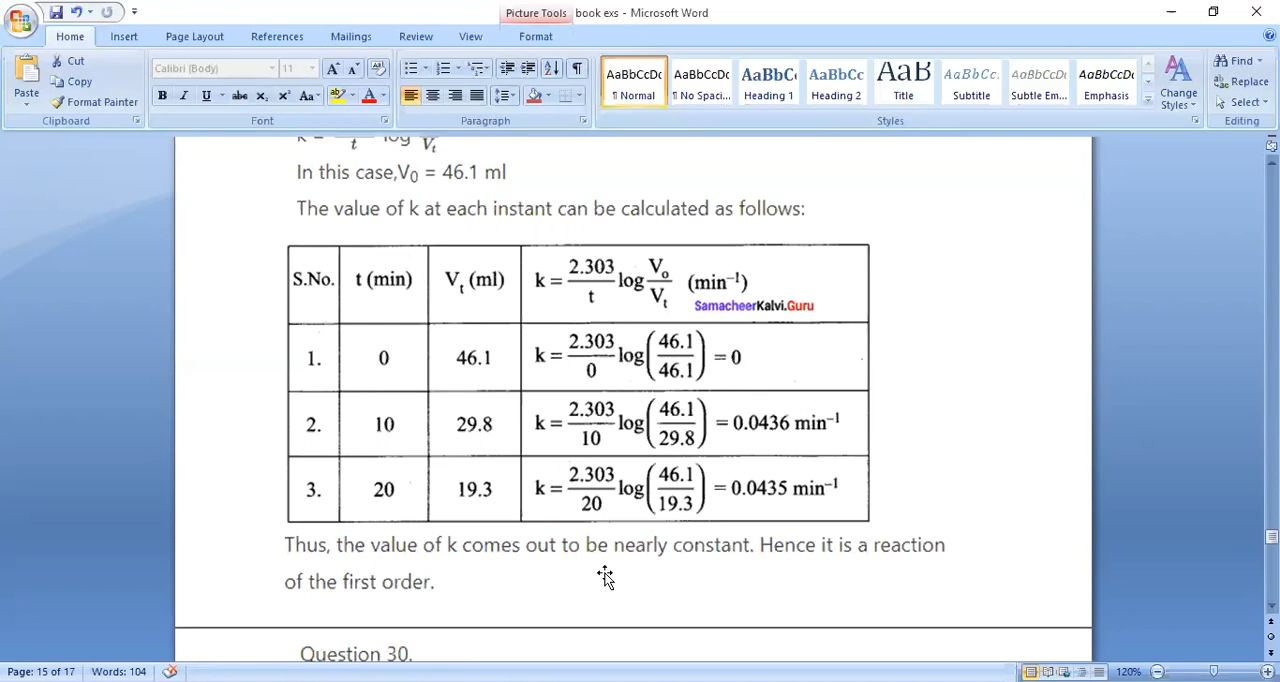 Picture Tools book exs - Microsoft Word
Home Insert Page Layout References Mailings Review View Format
Paste Cut Copy Format Painter Clipboard
Calibri (Body) 11 Font
Paragraph
AaBbCcDc ¶ Normal AaBbCcDc ¶ No Spaci... AaBbC Heading 1 AaBbCc Heading 2 AaB Title AaBbCc. Subtitle AaBbCcDc Subtle Em... AaBbCcDc Emphasis Change Styles Styles
Find Replace Select Editing
k = t log Vt
In this case,V0 = 46.1 ml
The value of k at each instant can be calculated as follows:
S.No. t (min) Vt (ml) k = 2.303/t log Vo/Vt (min⁻¹)
SamacheerKalvi.Guru
1. 0 46.1 k = 2.303/0 log(46.1/46.1) = 0
2. 10 29.8 k = 2.303/10 log(46.1/29.8) = 0.0436 min⁻¹
3. 20 19.3 k = 2.303/20 log(46.1/19.3) = 0.0435 min⁻¹
Thus, the value of k comes out to be nearly constant. Hence it is a reaction
of the first order.
Question 30.
Page: 15 of 17 Words: 104 120%